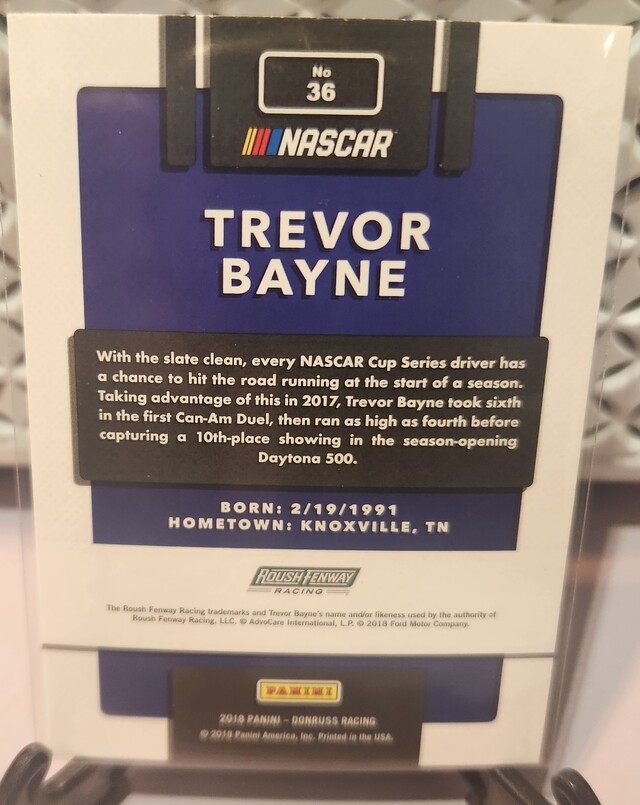 No
36
NASCAR
TREVOR
BAYNE
With the slate clean, every NASCAR Cup Series driver has
a chance to hit the road running at the start of a season.
Taking advantage of this in 2017, Trevor Bayne took sixth
in the first Can-Am Duel, then ran as high as fourth before
capturing a 10th-place showing in the season-opening
Daytona 500.
BORN: 2/19/1991
HOMETOWN: KNOXVILLE, TN
ROUSH FENWAY
RACING
The Roush Fenway Racing trademarks and Trevor Bayne's name and/or likeness used by the authority of
Roush Fenway Racing, LLC. © AdvoCare International, L.P. © 2018 Ford Motor Company.
PANINI
2018 PANINI – DONRUSS RACING
© 2018 Panini America, Inc. Printed in the USA.